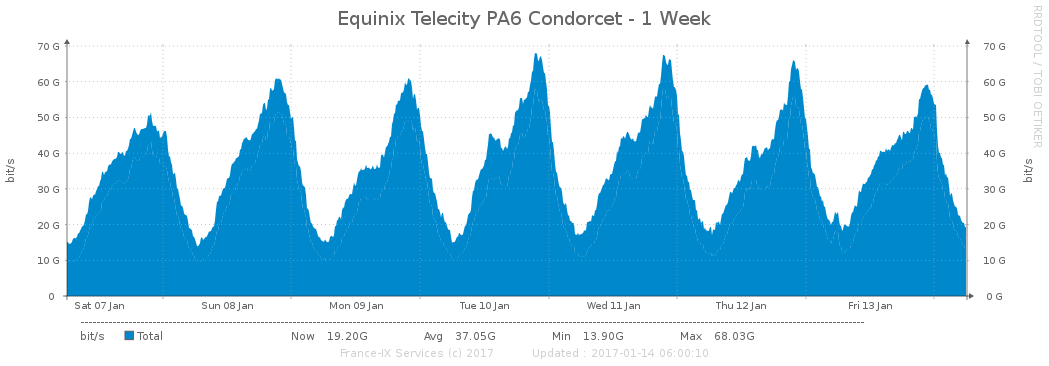 Equinix Telecity PA6 Condorcet - 1 Week
RRDTOOL / TOBI OETIKER
bit/s
70 G
60 G
50 G
40 G
30 G
20 G
10 G
0
70 G
60 G
50 G
40 G
30 G
20 G
10 G
0 G
bit/s
Sat 07 Jan Sun 08 Jan Mon 09 Jan Tue 10 Jan Wed 11 Jan Thu 12 Jan Fri 13 Jan
bit/s Total Now 19.20G Avg 37.05G Min 13.90G Max 68.03G
France-IX Services (c) 2017 Updated : 2017-01-14 06:00:10